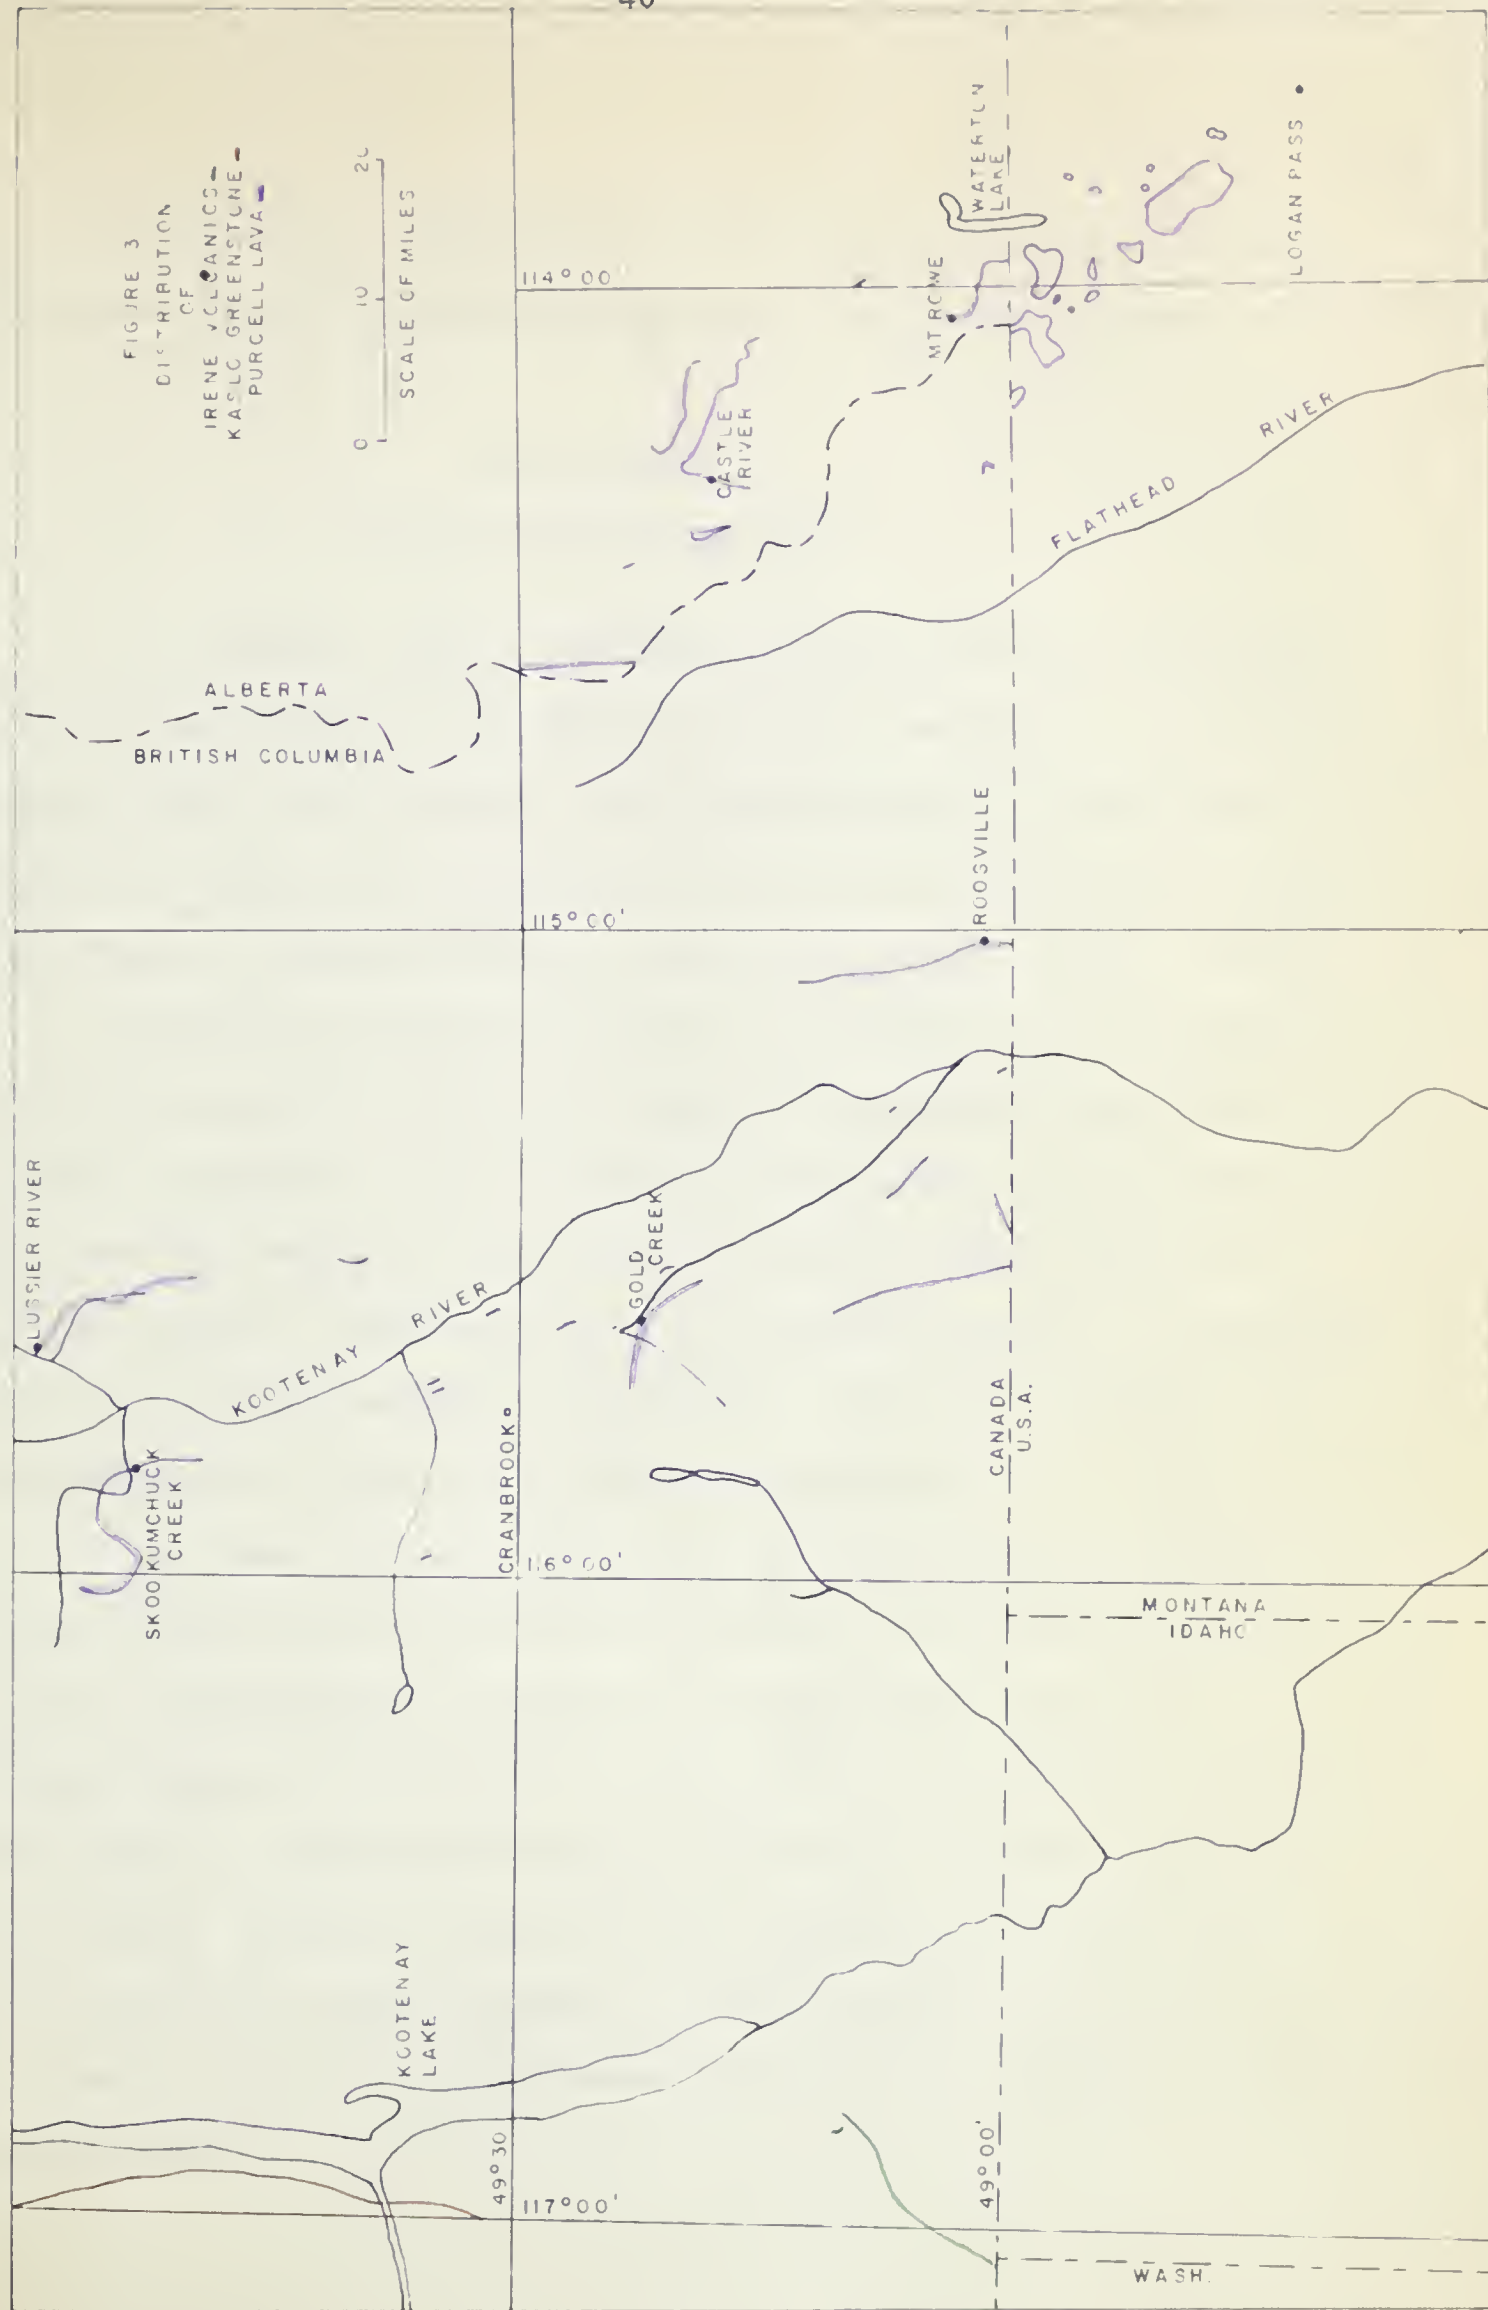 40
FIGURE 3
DISTRIBUTION
OF
IRENE VOLCANICS
KASLO GREENSTONE
PURCELL LAVA
0 10 20
SCALE OF MILES
ALBERTA
BRITISH COLUMBIA
114°00'
WATERTON
LAKE
MT ROWE
LOGAN PASS
CASTLE
RIVER
FLATHEAD RIVER
115°00'
ROOSVILLE
LUSSIER RIVER
KOOTENAY RIVER
GOLD
CREEK
SKOOKUMCHUCK
CREEK
CRANBROOK
CANADA
U.S.A.
116°00'
MONTANA
IDAHO
KOOTENAY
LAKE
49°30
117°00'
49°00'
WASH.